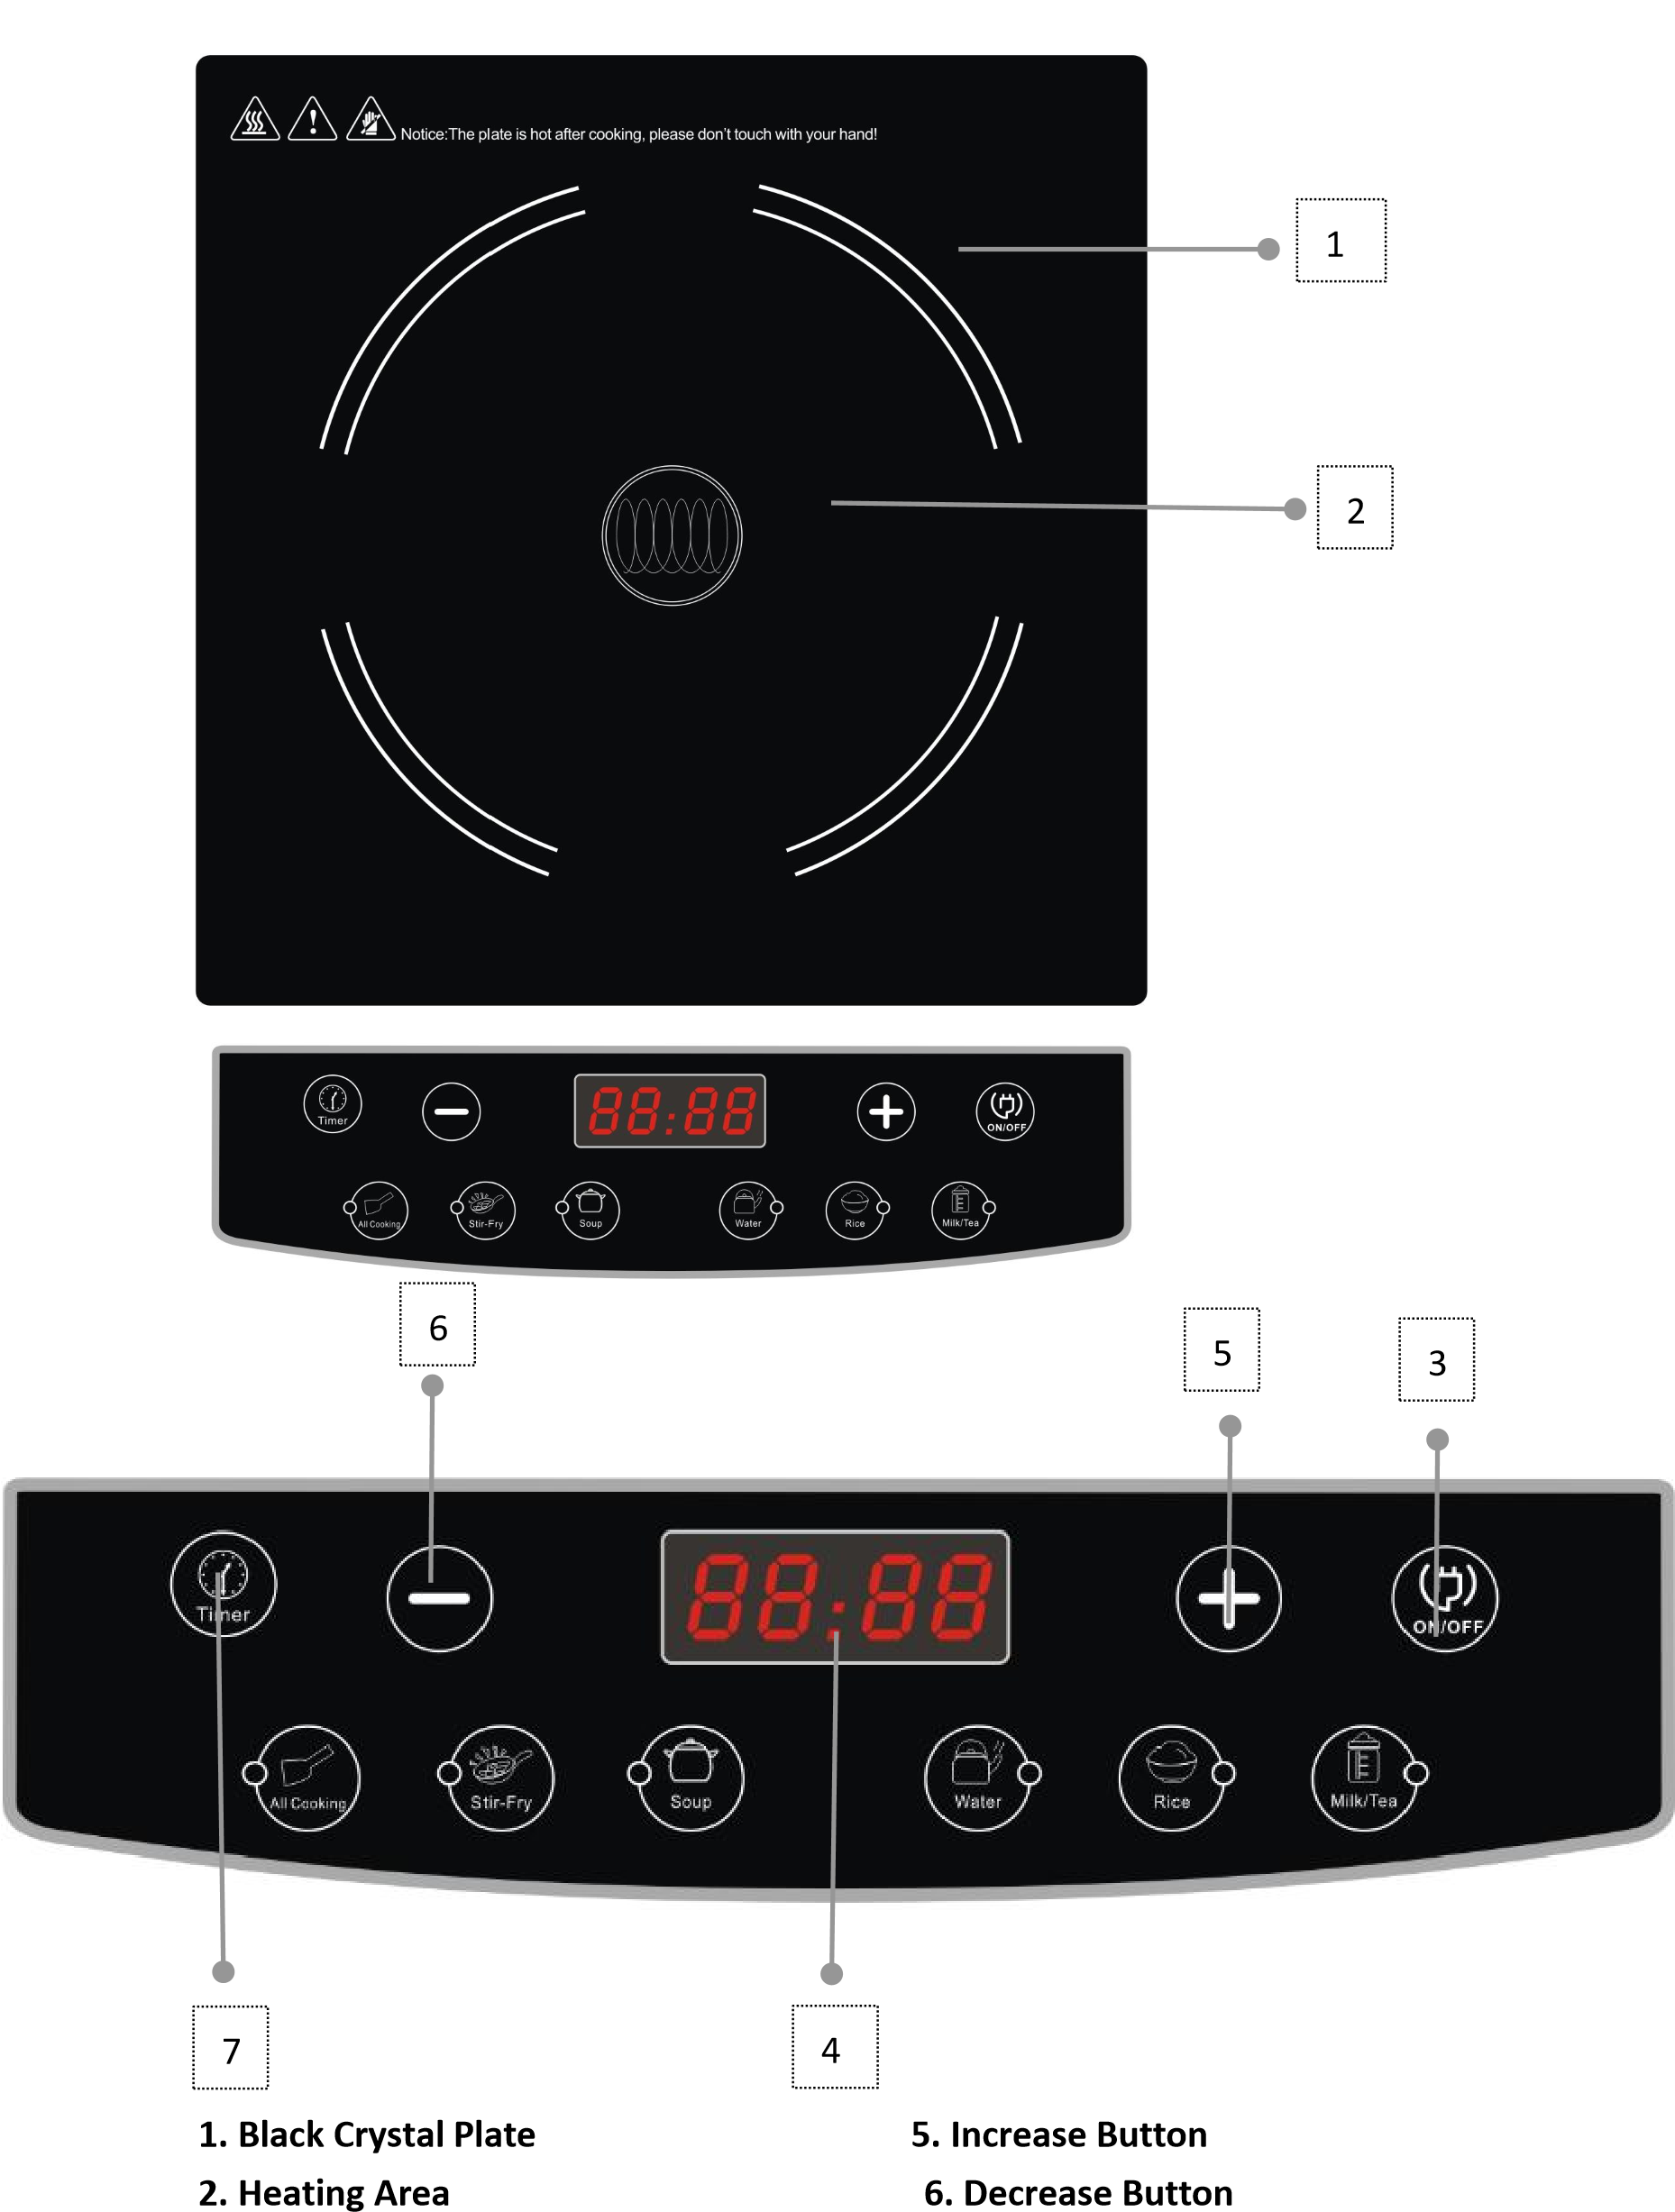 Notice:The plate is hot after cooking, please don't touch with your hand!
1
2
Timer
88:88
ON/OFF
All Cooking
Stir-Fry
Soup
Water
Rice
Milk/Tea
6
5
3
Timer
88:88
ON/OFF
All Cooking
Stir-Fry
Soup
Water
Rice
Milk/Tea
7
4
1. Black Crystal Plate
5. Increase Button
2. Heating Area
6. Decrease Button